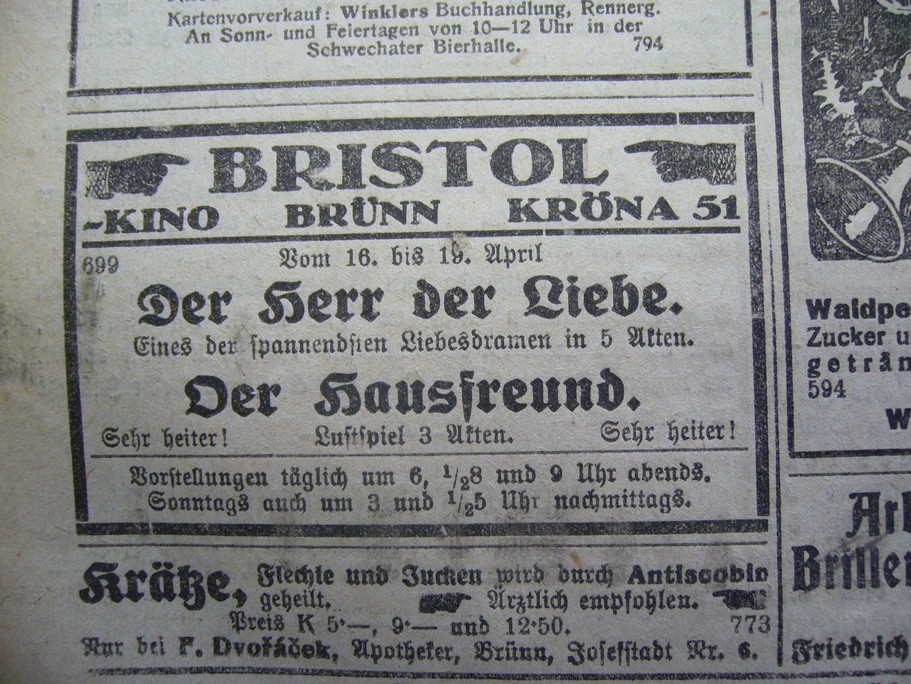 Kartenvorverkauf: Winklers Buchhandlung, Rennerg.
An Sonn- und Feiertagen von 10—12 Uhr in der
Schwechater Bierhalle. 794
BRISTOL
-KINO BRÜNN KRÖNA 51
699 Vom 16. bis 19. April
Der Herr der Liebe.
Eines der spannendsten Liebesdramen in 5 Akten.
Der Hausfreund.
Sehr heiter! Lustspiel 3 Akten. Sehr heiter!
Vorstellungen täglich um 6, 1/28 und 9 Uhr abends.
Sonntags auch um 3 und 1/25 Uhr nachmittags.
Krätze, Flechte und Jucken wird durch Antiscabin
geheilt. Ärztlich empfohlen.
Preis K 5·—, 9·— und 12·50. 773
Nur bei F. Dvořáček, Apotheker, Brünn, Josefstadt Nr. 6.
Zucker
594
Friedrich